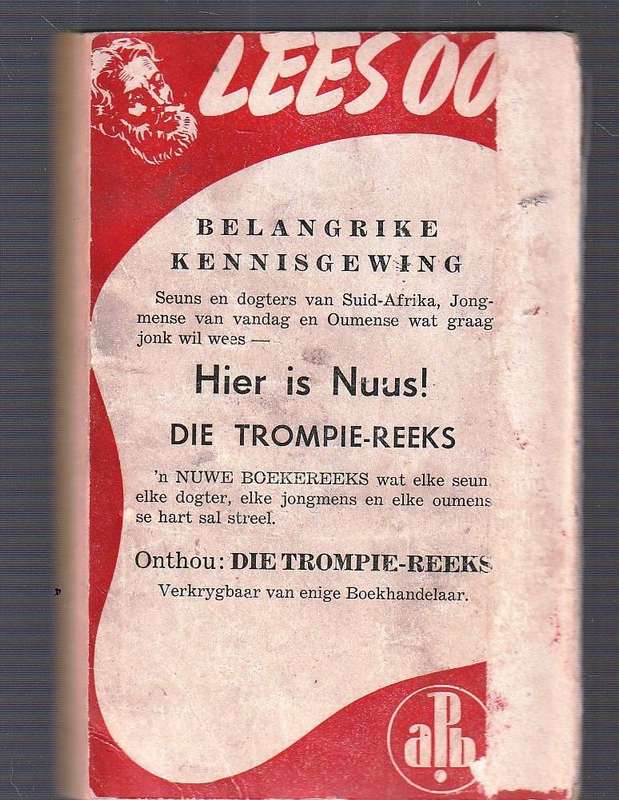 LEES OO
BELANGRIKE
KENNISGEWING
Seuns en dogters van Suid-Afrika, Jong-
mense van vandag en Oumense wat graag
jonk wil wees —
Hier is Nuus!
DIE TROMPIE-REEKS
'n NUWE BOEKEREEKS wat elke seun
elke dogter, elke jongmens en elke oumens
se hart sal streel.
Onthou: DIE TROMPIE-REEKS
Verkrygbaar van enige Boekhandelaar.
aPb